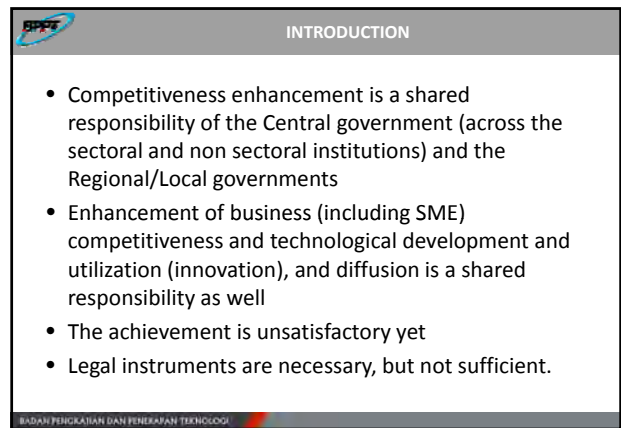 BPPT
INTRODUCTION
• Competitiveness enhancement is a shared
responsibility of the Central government (across the
sectoral and non sectoral institutions) and the
Regional/Local governments
• Enhancement of business (including SME)
competitiveness and technological development and
utilization (innovation), and diffusion is a shared
responsibility as well
• The achievement is unsatisfactory yet
• Legal instruments are necessary, but not sufficient.
BADAN PENGKAJIAN DAN PENERAPAN TEKNOLOGI